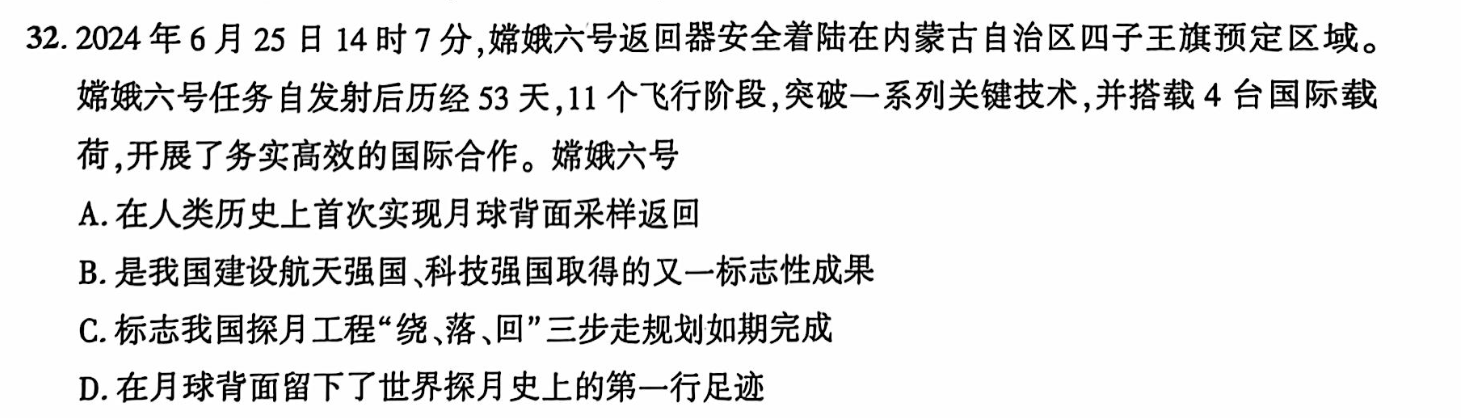 32. 2024 年 6 月 25 日 14 时 7 分,嫦娥六号返回器安全着陆在内蒙古自治区四子王旗预定区域。
嫦娥六号任务自发射后历经 53 天,11 个飞行阶段,突破一系列关键技术,并搭载 4 台国际载
荷,开展了务实高效的国际合作。嫦娥六号
A. 在人类历史上首次实现月球背面采样返回
B. 是我国建设航天强国、科技强国取得的又一标志性成果
C. 标志我国探月工程“绕、落、回”三步走规划如期完成
D. 在月球背面留下了世界探月史上的第一行足迹